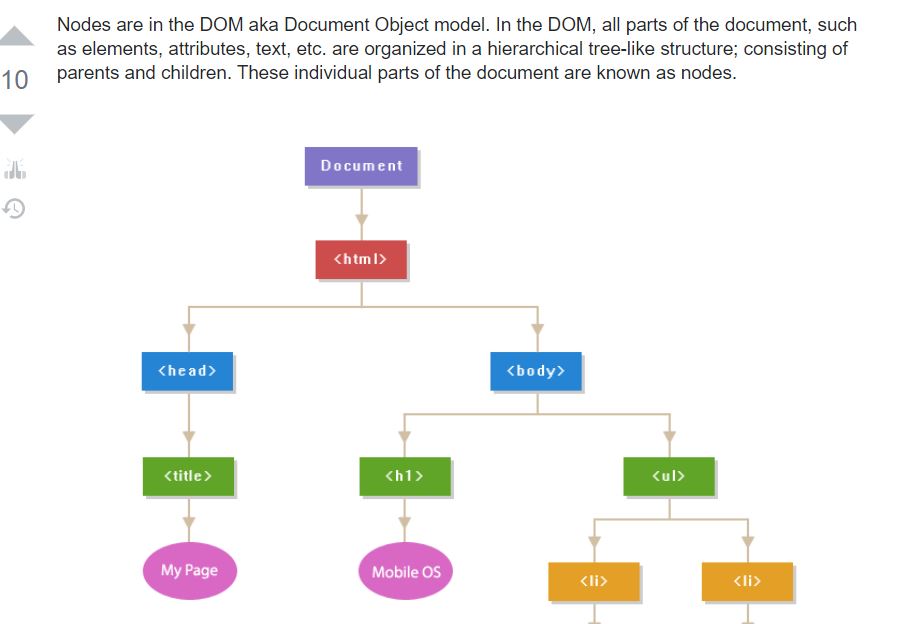 Nodes are in the DOM aka Document Object model. In the DOM, all parts of the document, such
as elements, attributes, text, etc. are organized in a hierarchical tree-like structure; consisting of
parents and children. These individual parts of the document are known as nodes.
10
Document
<html>
<head>
<body>
<title>
<h1>
<ul>
My Page
Mobile OS
<li>
<li>